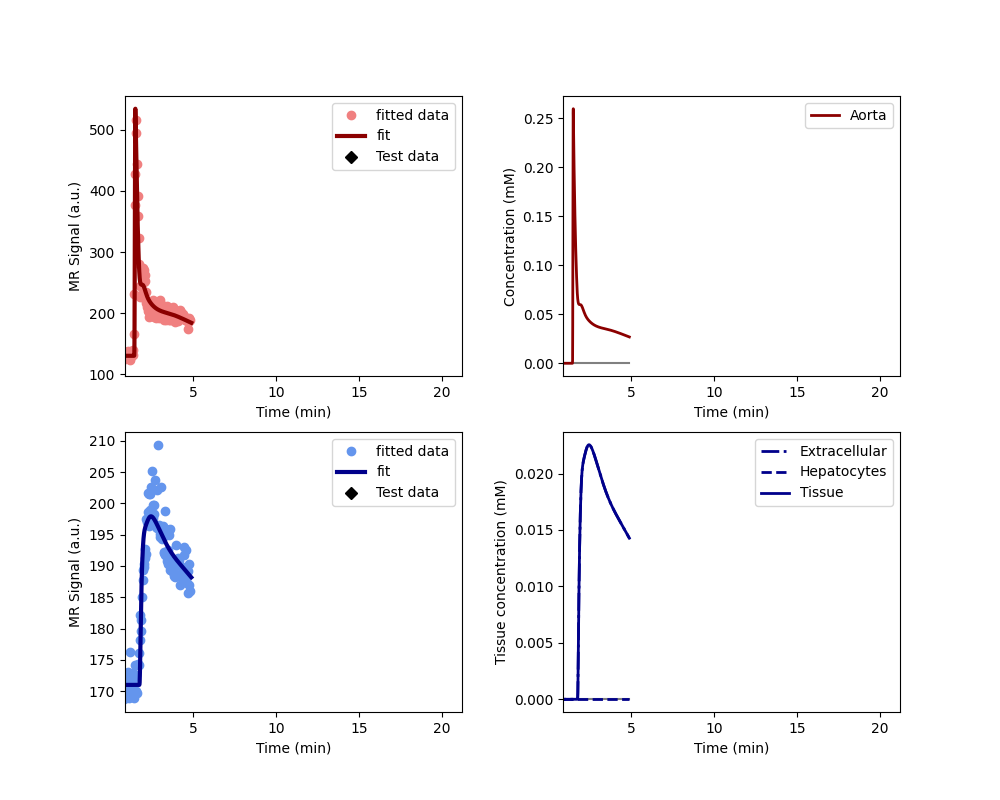 500
400
300
200
100
MR Signal (a.u.)
5
10
15
20
Time (min)
fitted data
fit
Test data
0.25
0.20
0.15
0.10
0.05
0.00
Concentration (mM)
5
10
15
20
Time (min)
Aorta
210
205
200
195
190
185
180
175
170
MR Signal (a.u.)
5
10
15
20
Time (min)
fitted data
fit
Test data
0.020
0.015
0.010
0.005
0.000
Tissue concentration (mM)
5
10
15
20
Time (min)
Extracellular
Hepatocytes
Tissue